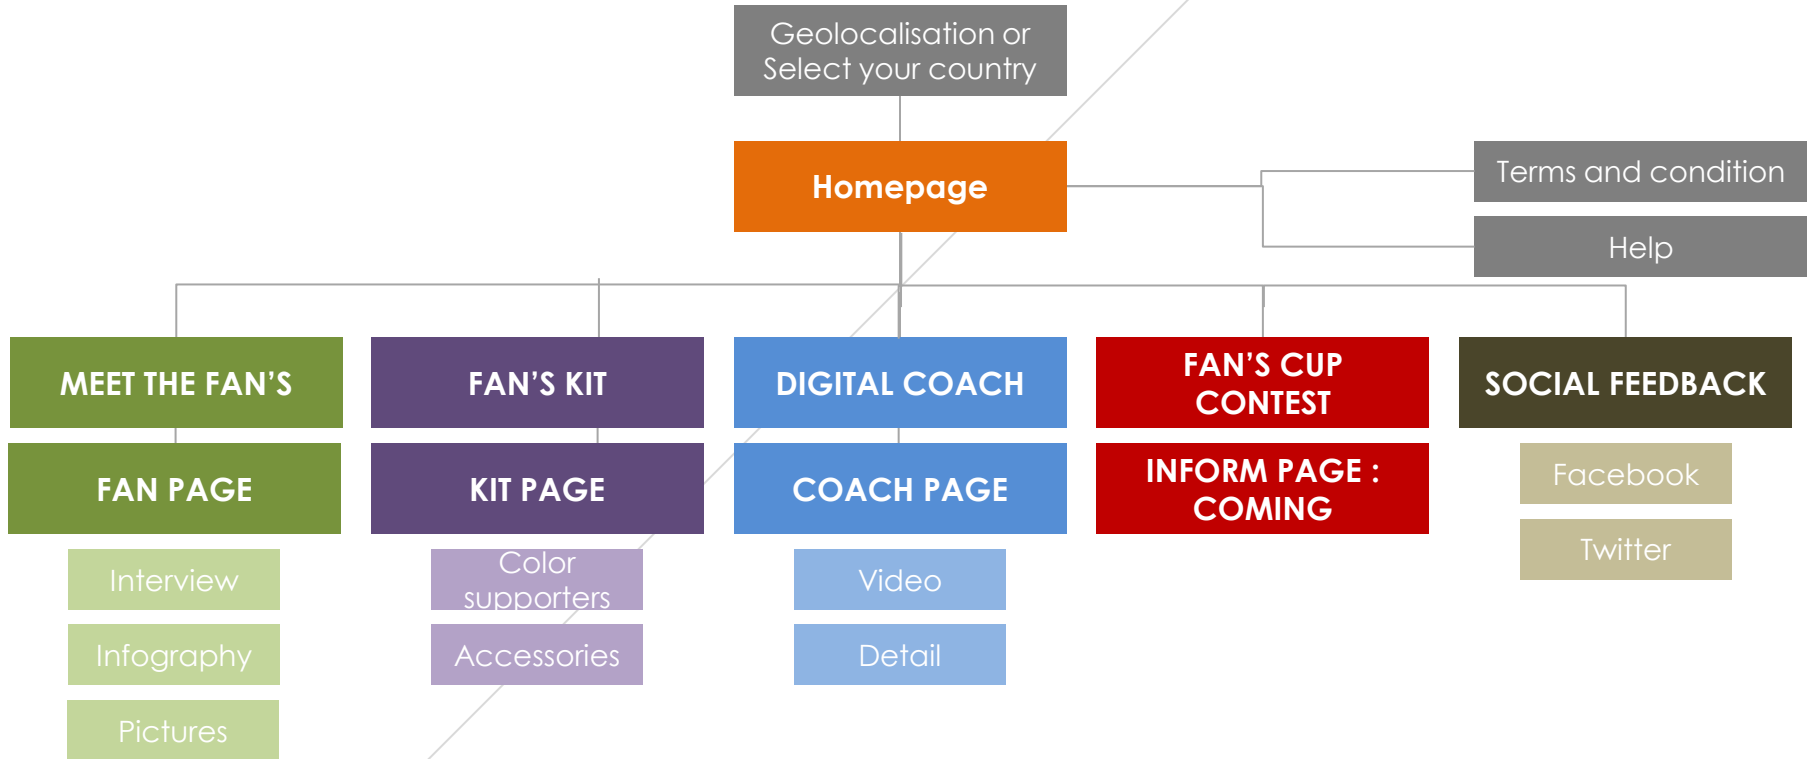 Geolocalisation or
Select your country
Homepage
Terms and condition
Help
MEET THE FAN’S
FAN’S KIT
DIGITAL COACH
FAN’S CUP
CONTEST
SOCIAL FEEDBACK
FAN PAGE
KIT PAGE
COACH PAGE
INFORM PAGE :
COMING
Facebook
Twitter
Interview
Color
supporters
Video
Infography
Accessories
Detail
Pictures